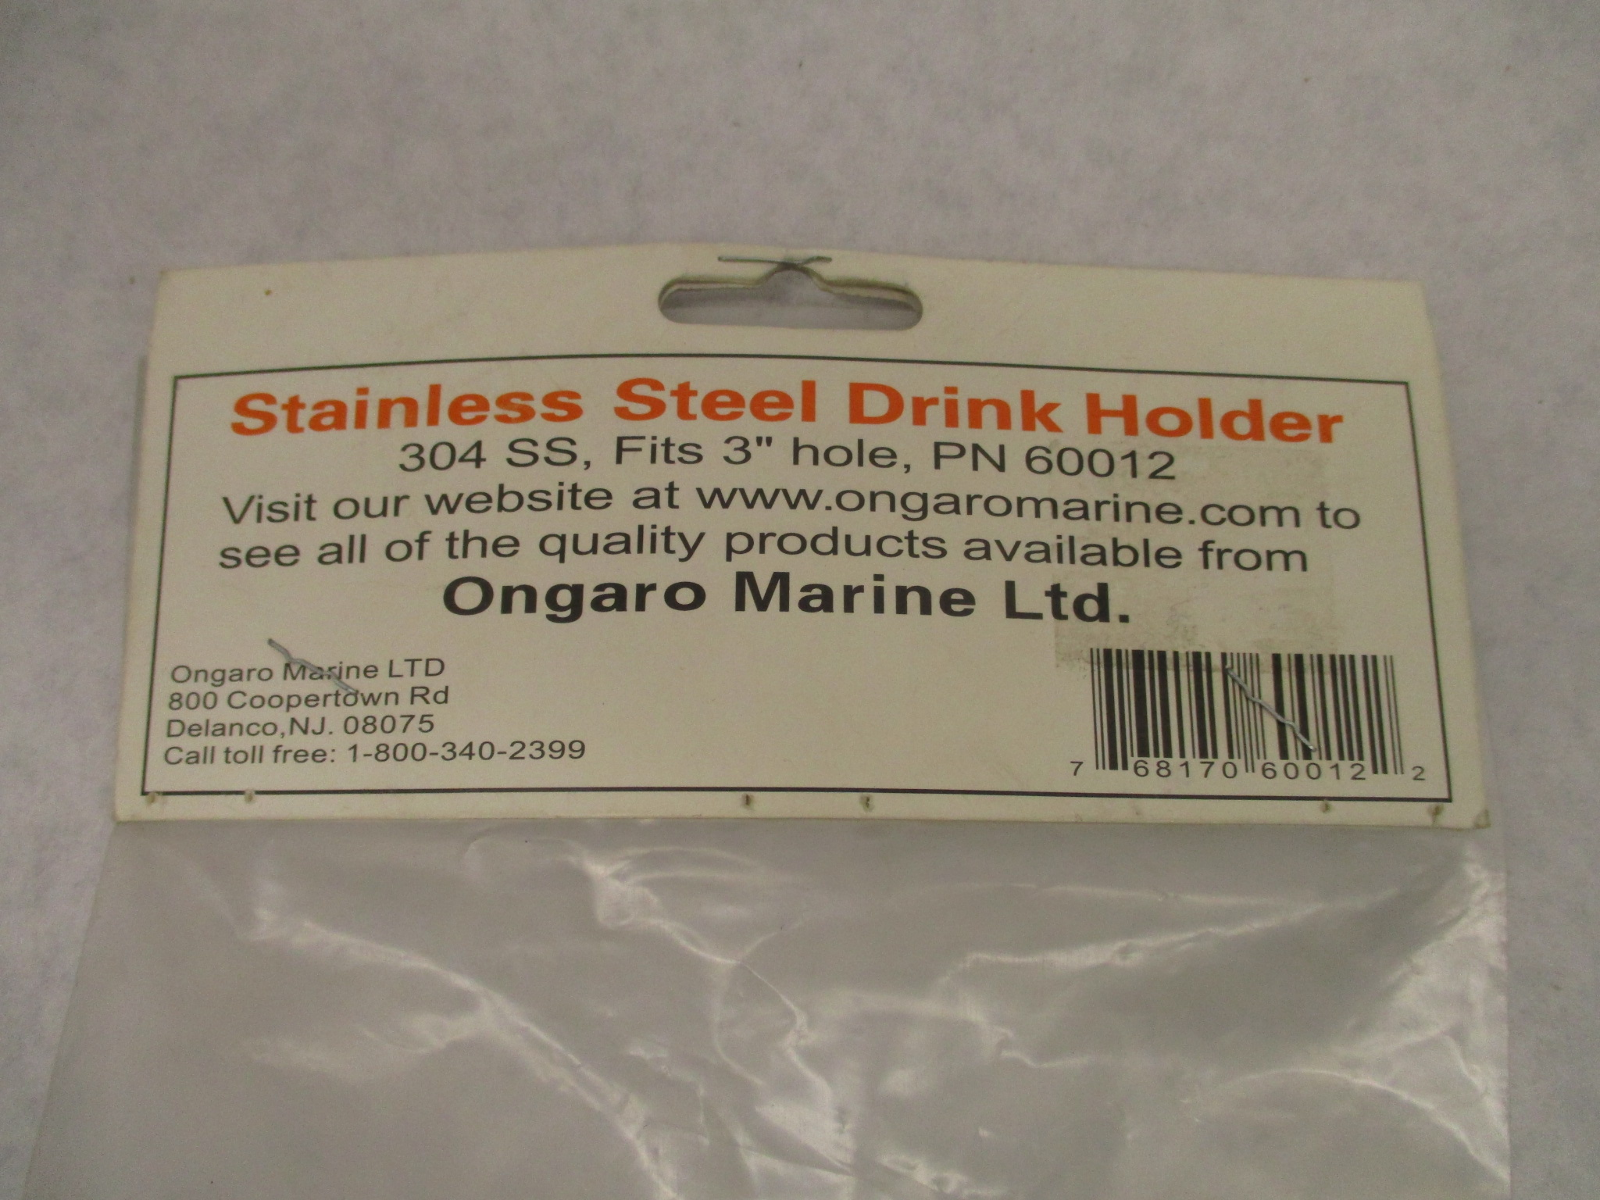 Stainless Steel Drink Holder
304 SS, Fits 3" hole, PN 60012
Visit our website at www.ongaromarine.com to
see all of the quality products available from
Ongaro Marine Ltd.
Ongaro Marine LTD
800 Coopertown Rd
Delanco,NJ. 08075
Call toll free: 1-800-340-2399
7 68170 60012 2